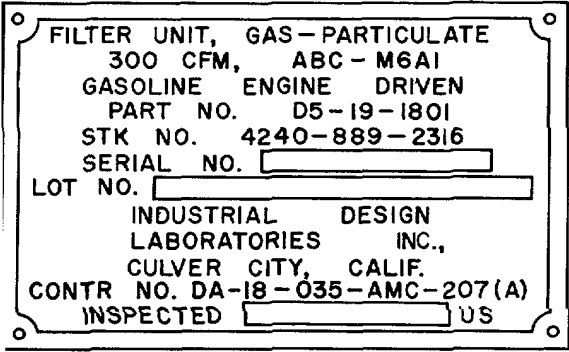 FILTER UNIT, GAS-PARTICULATE
300 CFM, ABC-M6A1
GASOLINE ENGINE DRIVEN
PART NO. D5-19-1801
STK NO. 4240-889-2316
SERIAL NO.
LOT NO.
INDUSTRIAL DESIGN
LABORATORIES INC.,
CULVER CITY, CALIF.
CONTR NO. DA-18-035-AMC-207(A)
INSPECTED US